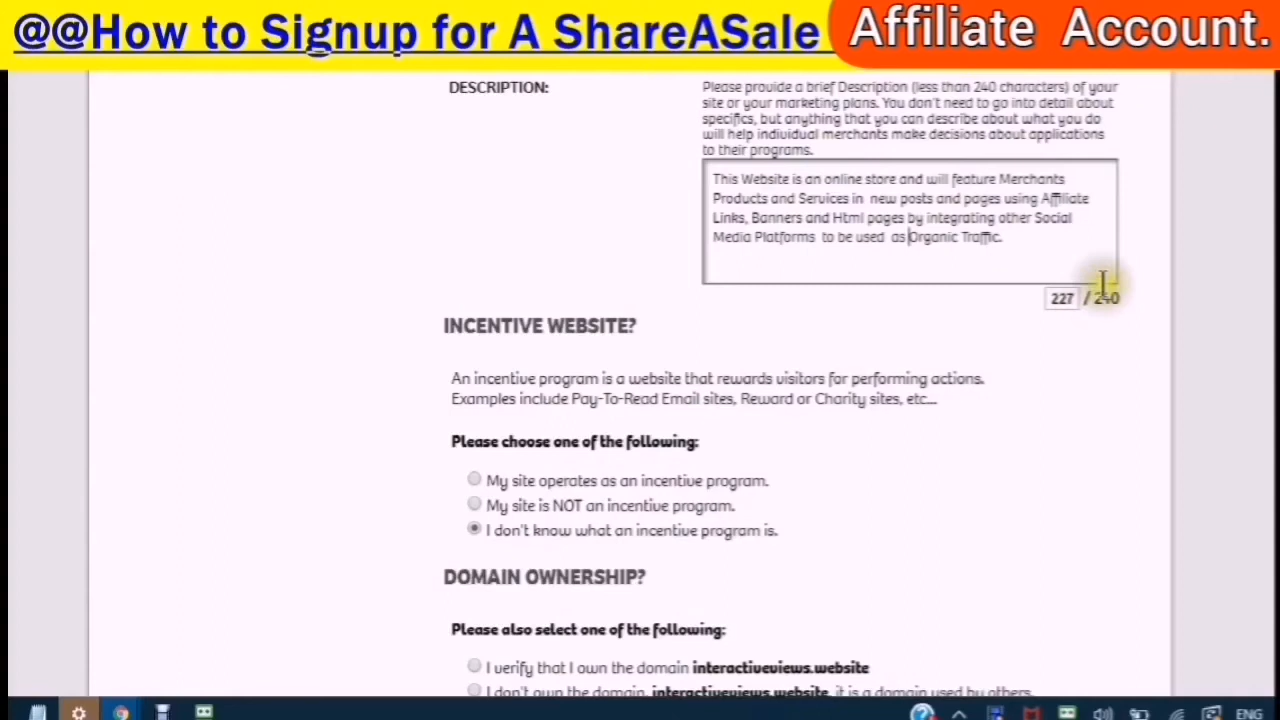 @@How to Signup for A ShareASale Affiliate Account.
DESCRIPTION:
Please provide a brief Description (less than 240 characters) of your
site or your marketing plans. You don't need to go into detail about
specifics, but anything that you can describe about what you do
will help individual merchants make decisions about applications
to their programs.
This Website is an online store and will feature Merchants
Products and Services in new posts and pages using Affiliate
Links, Banners and Html pages by integrating other Social
Media Platforms to be used as Organic Traffic.
227 / 240
INCENTIVE WEBSITE?
An incentive program is a website that rewards visitors for performing actions.
Examples include Pay-To-Read Email sites, Reward or Charity sites, etc...
Please choose one of the following:
My site operates as an incentive program.
My site is NOT an incentive program.
I don't know what an incentive program is.
DOMAIN OWNERSHIP?
Please also select one of the following:
I verify that I own the domain interactiveviews.website
I don't own the domain, interactiveviews.website, it is a domain used by others.
ENG